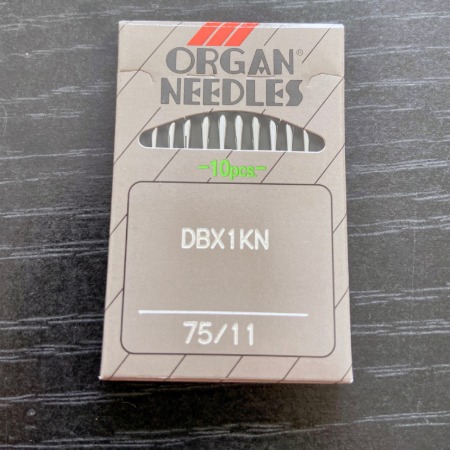 ORGAN®
NEEDLES
-10pcs.-
DBX1KN
75/11